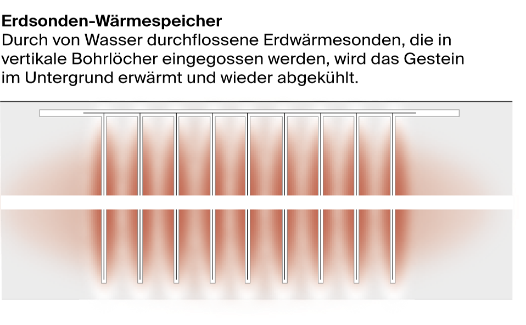 Erdsonden-Wärmespeicher
Durch von Wasser durchflossene Erdwärmesonden, die in
vertikale Bohrlöcher eingegossen werden, wird das Gestein
im Untergrund erwärmt und wieder abgekühlt.